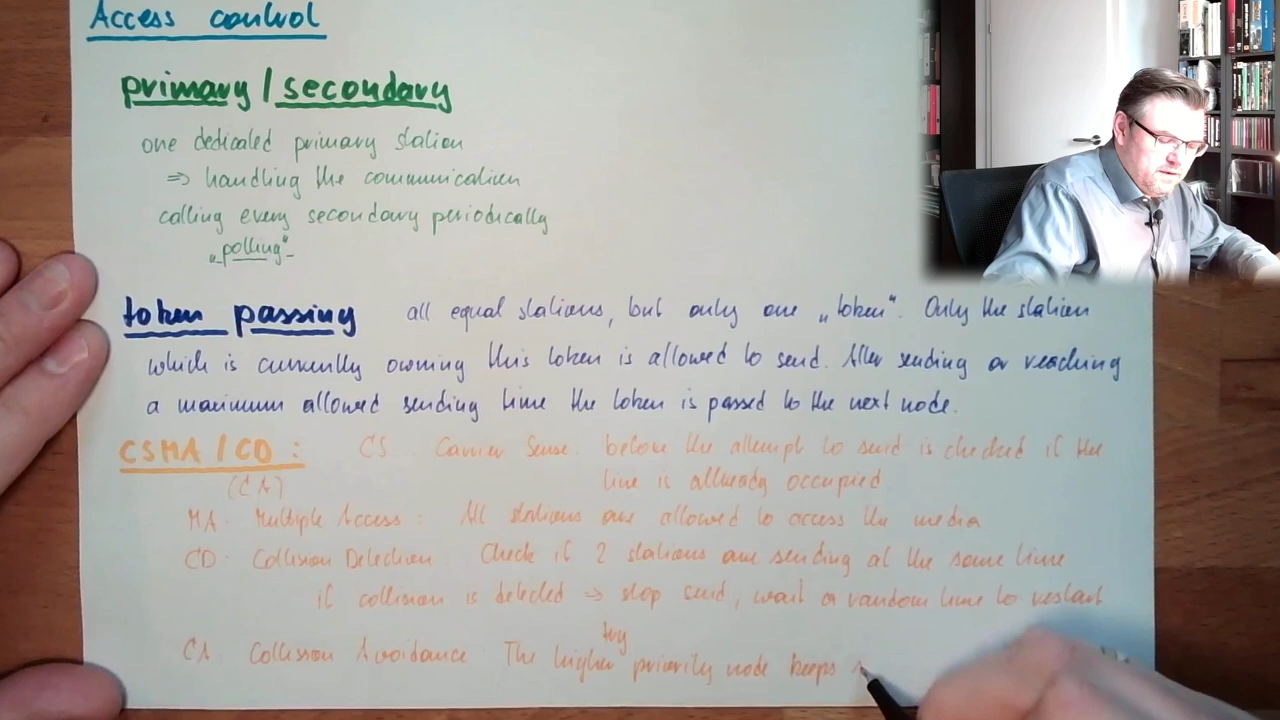 Access control
primary / secondary
one dedicated primary station
⇒ handling the communication
calling every secondary periodically
„polling“
token passing all equal stations, but only one „token“. Only the station
which is currently owning this token is allowed to send. After sending or reaching
a maximum allowed sending time the token is passed to the next node.
CSMA / CD : CS: Carrier Sense: before the attempt to send is checked if the
(CA) line is allready occupied
MA: Multiple Access: All stations are allowed to access the media
CD: Collision Detection: Check if 2 stations are sending at the same time
if collision is detected ⇒ stop send, wait a random time to restart
try
CA: Collission Avoidance: The higher priority node keeps